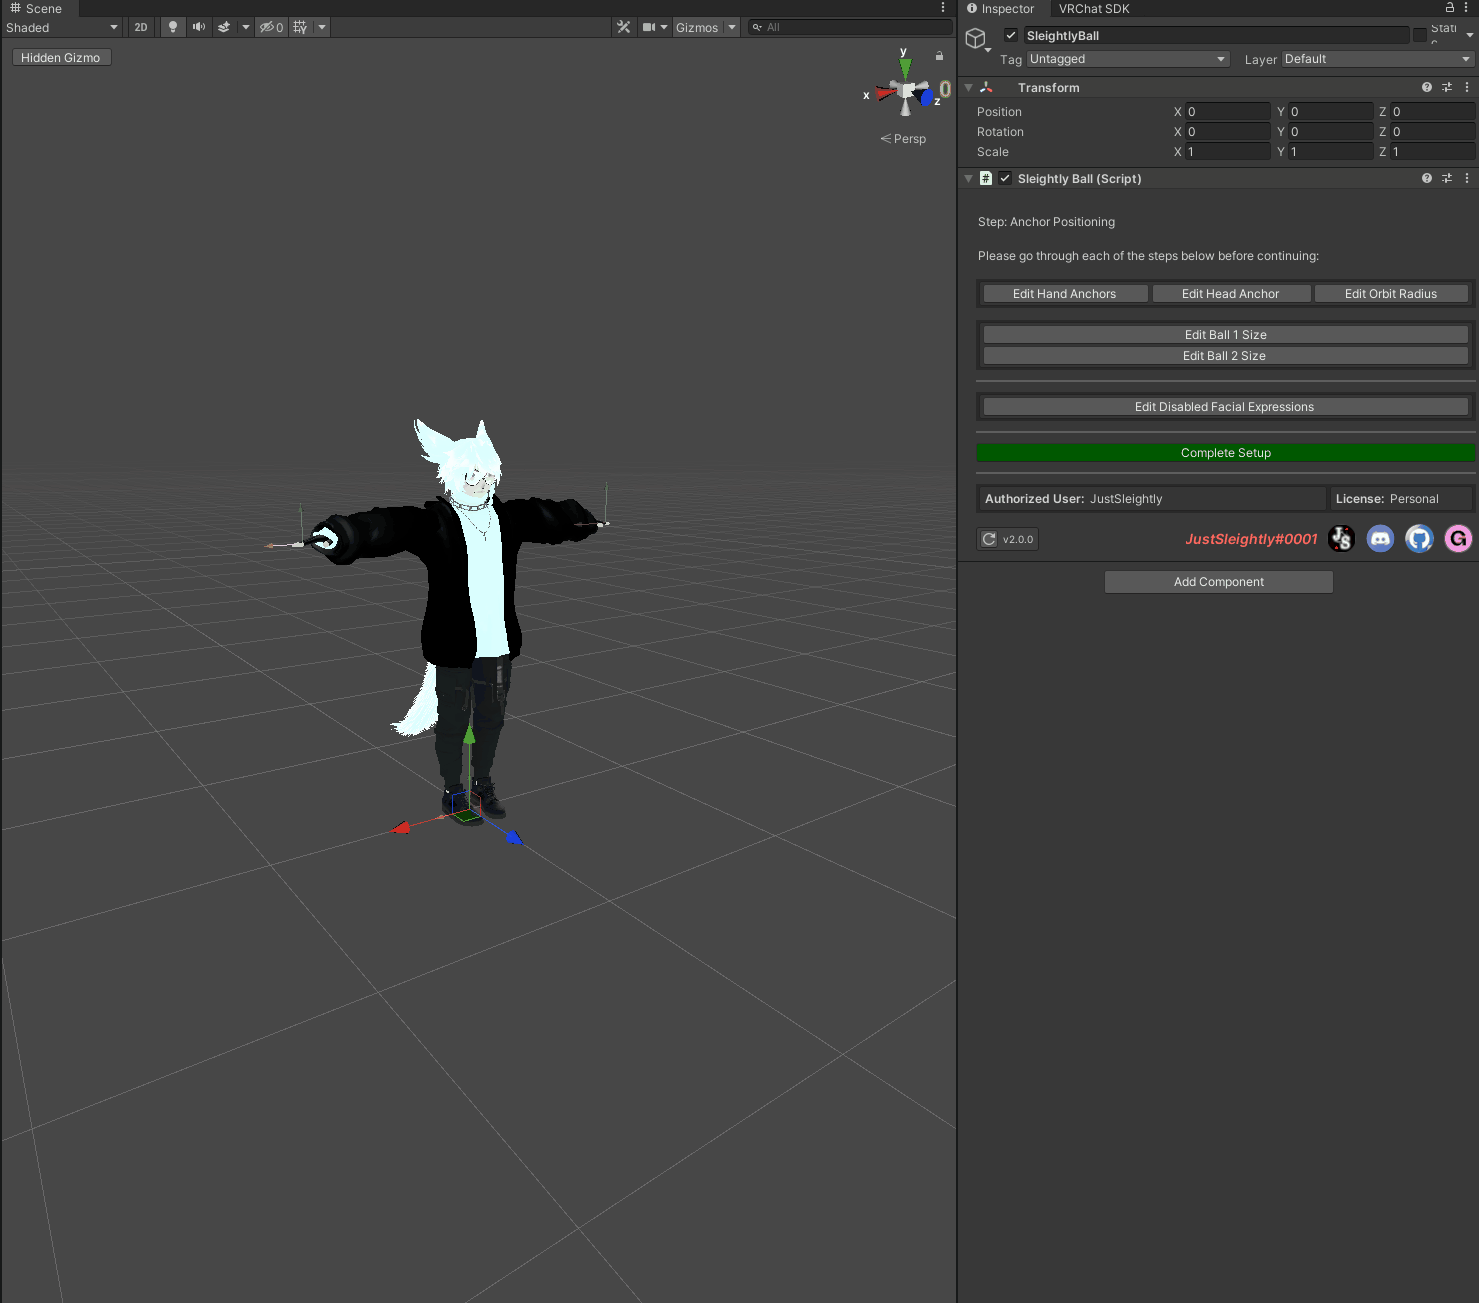 Scene
Shaded
2D
0
Gizmos
All
Hidden Gizmo
y
x
z
Persp
Inspector
VRChat SDK
SleightlyBall
Stati
Tag Untagged
Layer Default
Transform
Position X 0 Y 0 Z 0
Rotation X 0 Y 0 Z 0
Scale X 1 Y 1 Z 1
# Sleightly Ball (Script)
Step: Anchor Positioning
Please go through each of the steps below before continuing:
Edit Hand Anchors
Edit Head Anchor
Edit Orbit Radius
Edit Ball 1 Size
Edit Ball 2 Size
Edit Disabled Facial Expressions
Complete Setup
Authorized User: JustSleightly
License: Personal
v2.0.0
JustSleightly#0001
JS
G
Add Component